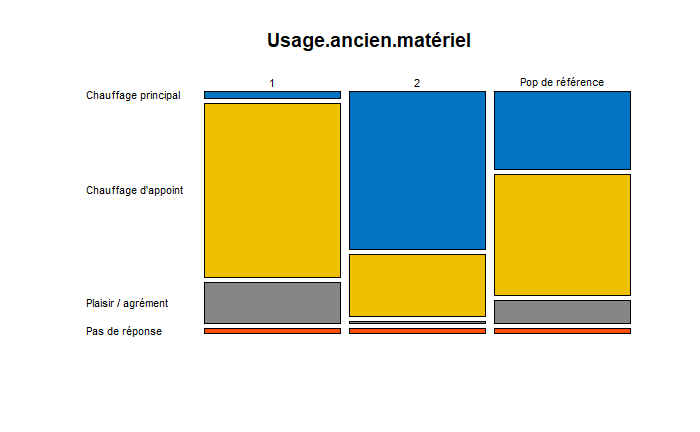 Usage.ancien.matériel
1
2
Pop de référence
Chauffage principal
Chauffage d'appoint
Plaisir / agrément
Pas de réponse